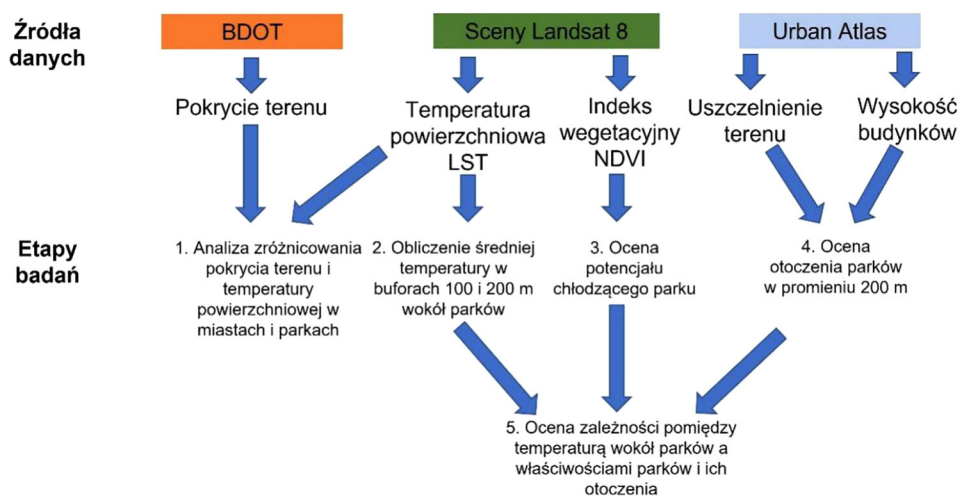 Źródła
danych
BDOT
Sceny Landsat 8
Urban Atlas
Pokrycie terenu
Temperatura
powierzchniowa
LST
Indeks
wegetacyjny
NDVI
Uszczelnienie
terenu
Wysokość
budynków
Etapy
badań
1. Analiza zróżnicowania
pokrycia terenu i
temperatury
powierzchniowej w
miastach i parkach
2. Obliczenie średniej
temperatury w
buforach 100 i 200 m
wokół parków
3. Ocena
potencjału
chłodzącego parku
4. Ocena
otoczenia parków
w promieniu 200 m
5. Ocena zależności pomiędzy
temperaturą wokół parków a
właściwościami parków i ich
otoczenia